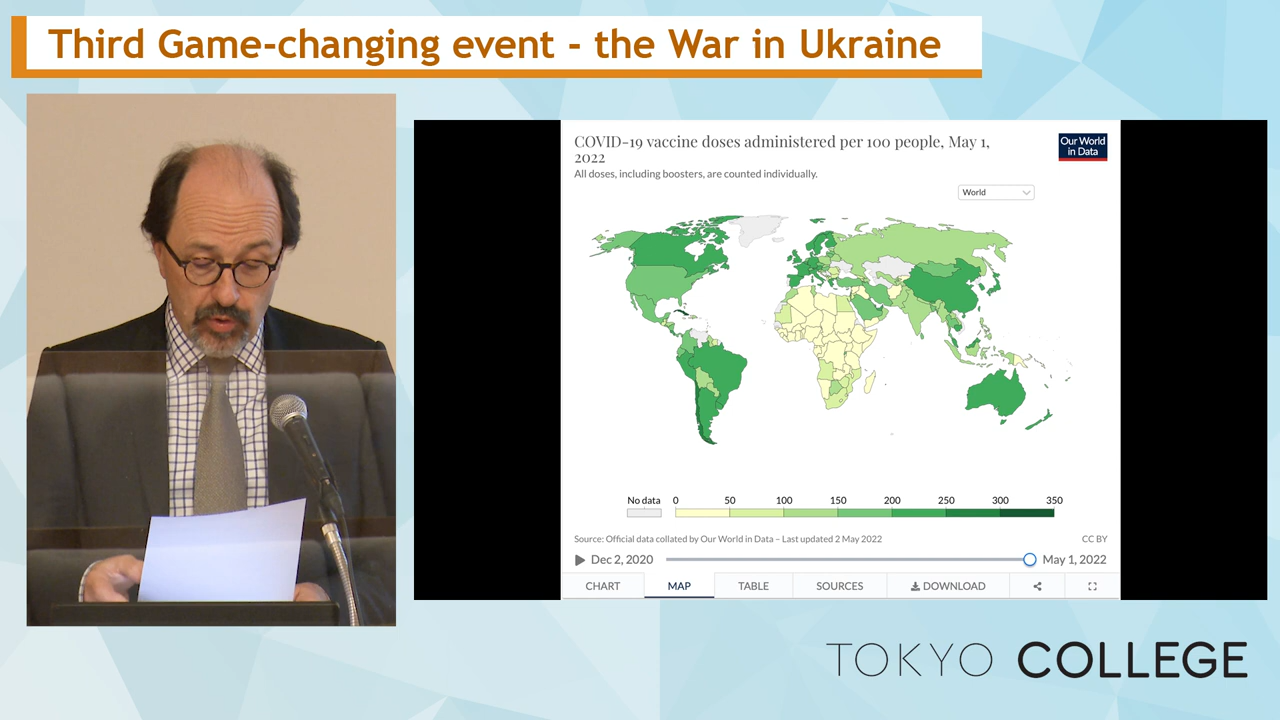 Third Game-changing event - the War in Ukraine
COVID-19 vaccine doses administered per 100 people, May 1,
2022
All doses, including boosters, are counted individually.
Our World
in Data
World
No data
0
50
100
150
200
250
300
350
Source: Official data collated by Our World in Data – Last updated 2 May 2022
CC BY
Dec 2, 2020
May 1, 2022
CHART
MAP
TABLE
SOURCES
DOWNLOAD
TOKYO COLLEGE